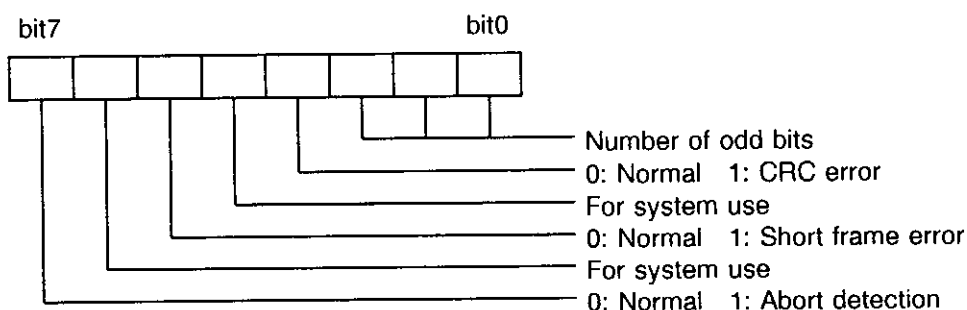 bit7 bit0
Number of odd bits
0: Normal 1: CRC error
For system use
0: Normal 1: Short frame error
For system use
0: Normal 1: Abort detection